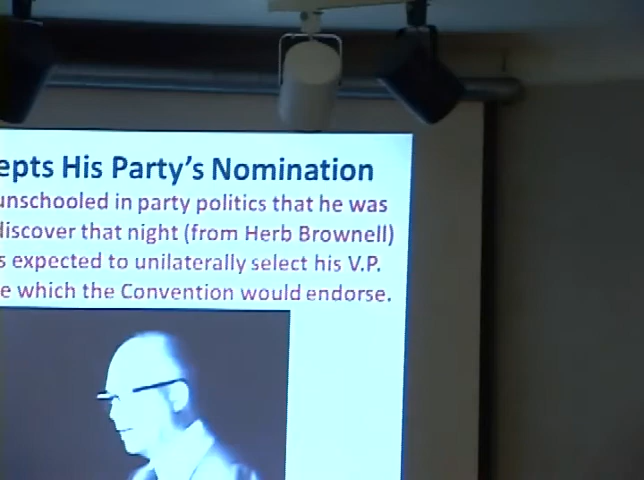 epts His Party's Nomination
unschooled in party politics that he was
discover that night (from Herb Brownell)
s expected to unilaterally select his V.P.
e which the Convention would endorse.